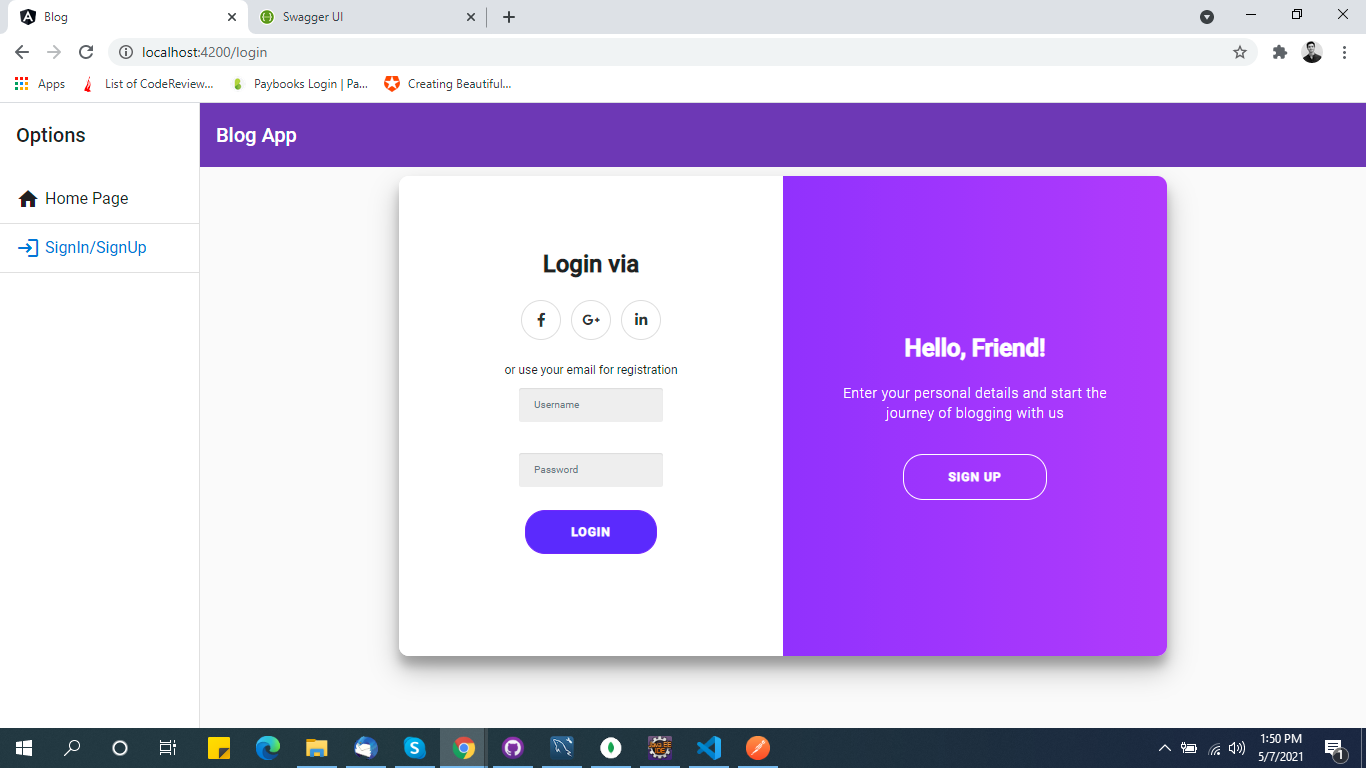 Blog
Swagger UI
localhost:4200/login
Apps
List of CodeReview...
Paybooks Login | Pa...
Creating Beautiful...
Options
Blog App
Home Page
SignIn/SignUp
Login via
f
G+
in
or use your email for registration
Username
Password
LOGIN
Hello, Friend!
Enter your personal details and start the
journey of blogging with us
SIGN UP
1:50 PM
5/7/2021
1